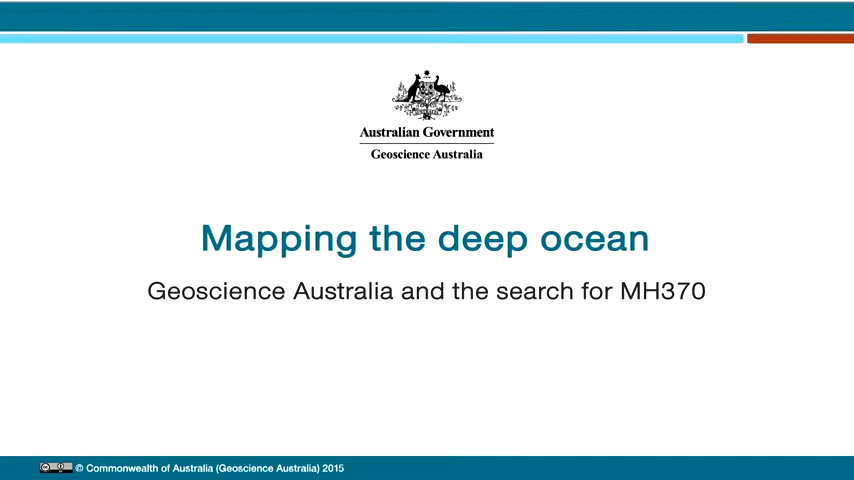 Australian Government
Geoscience Australia
Mapping the deep ocean
Geoscience Australia and the search for MH370
© Commonwealth of Australia (Geoscience Australia) 2015